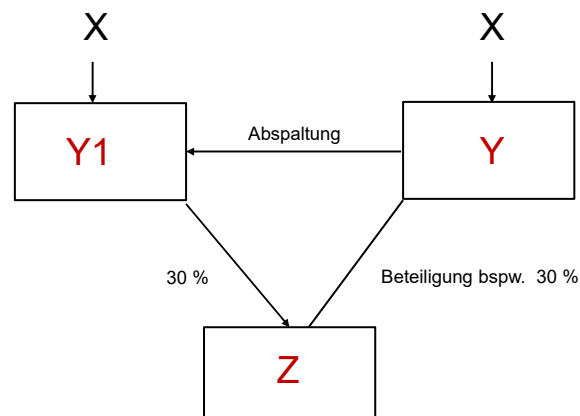 X
X
Abspaltung
Y1
Y
30 %
Beteiligung bspw. 30 %
Z